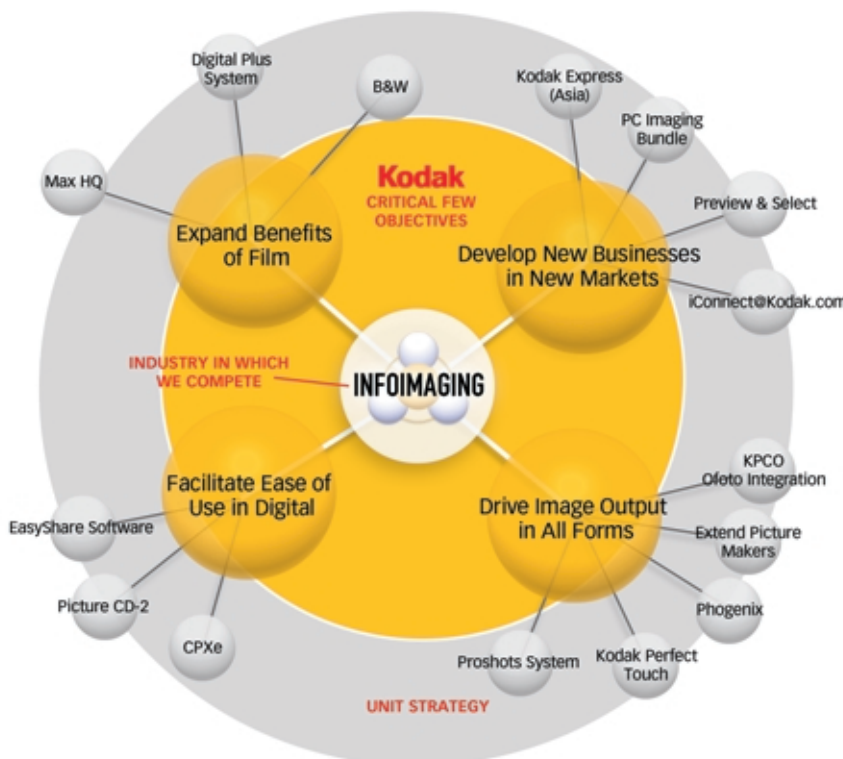 Digital Plus
System
B&W
Max HQ
Kodak Express
(Asia)
PC Imaging
Bundle
Preview & Select
iConnect@Kodak.com
Kodak
CRITICAL FEW
OBJECTIVES
Expand Benefits
of Film
Develop New Businesses
in New Markets
INDUSTRY IN WHICH
WE COMPETE
INFOIMAGING
Facilitate Ease of
Use in Digital
Drive Image Output
in All Forms
EasyShare Software
Picture CD-2
CPXe
KPCO
Ofoto Integration
Extend Picture
Makers
Phogenix
Kodak Perfect
Touch
Proshots System
UNIT STRATEGY